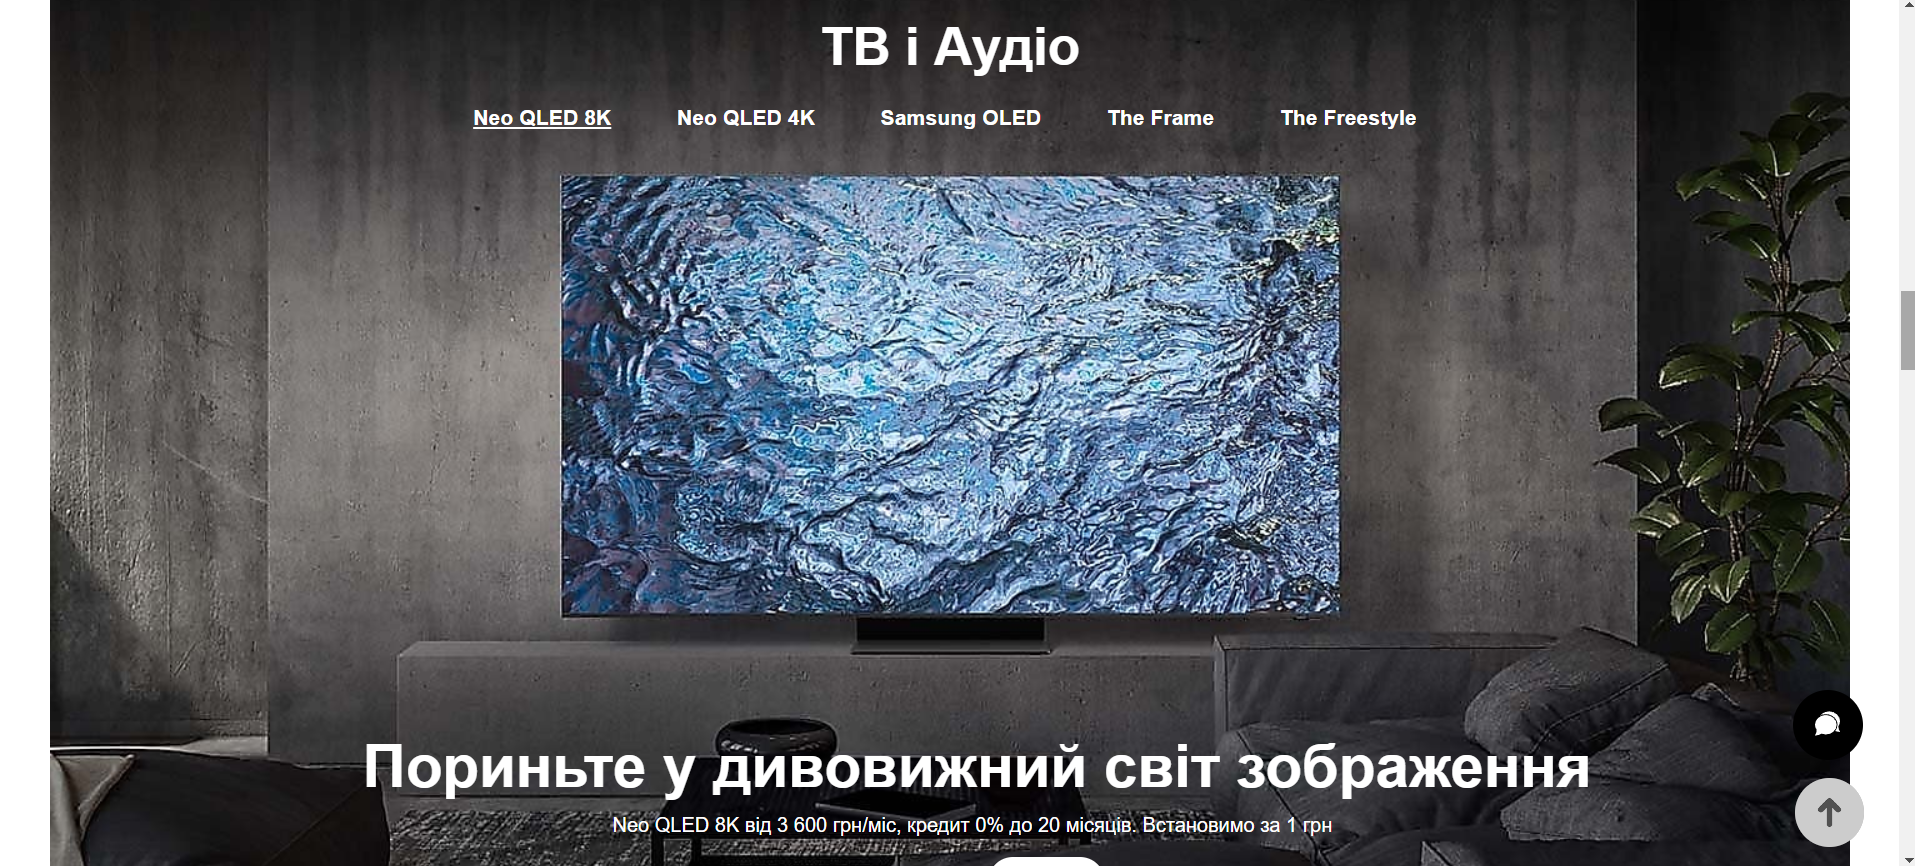 ТВ і Аудіо
Neo QLED 8K
Neo QLED 4K
Samsung OLED
The Frame
The Freestyle
Пориньте у дивовижний світ зображення
Neo QLED 8K від 3 600 грн/міс, кредит 0% до 20 місяців. Встановимо за 1 грн